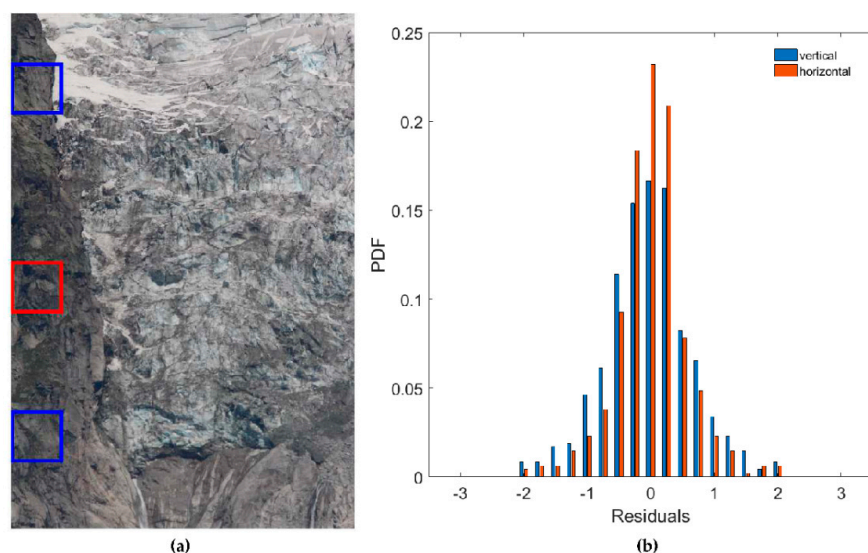 0.25
0.2
0.15
0.1
0.05
0
PDF
vertical
horizontal
-3
-2
-1
0
1
2
3
Residuals
(a)
(b)